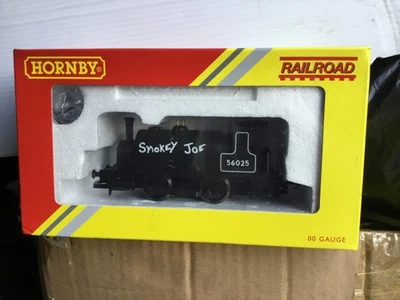 HORNBY
RAILROAD
Smokey Joe
56025
00 GAUGE